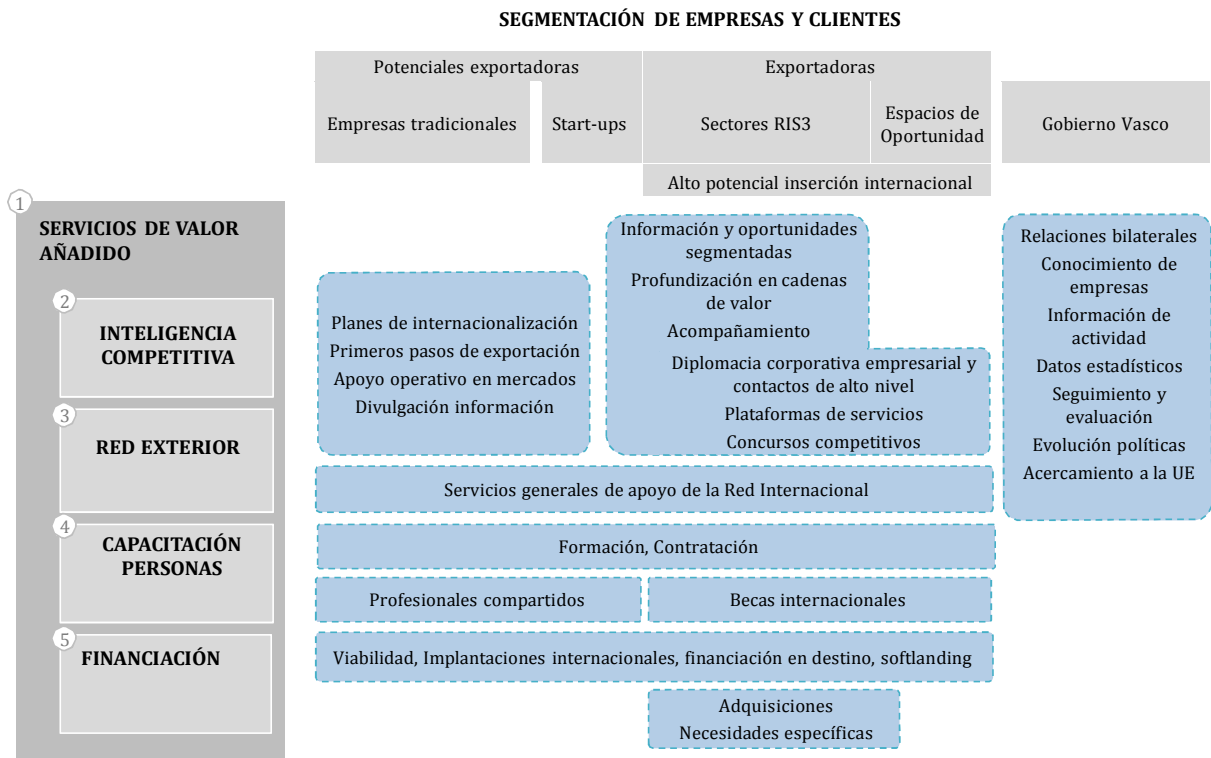 SEGMENTACIÓN DE EMPRESAS Y CLIENTES
Potenciales exportadoras
Exportadoras
Empresas tradicionales
Start-ups
Sectores RIS3
Espacios de
Oportunidad
Gobierno Vasco
Alto potencial inserción internacional
1
SERVICIOS DE VALOR
AÑADIDO
2
INTELIGENCIA
COMPETITIVA
3
RED EXTERIOR
4
CAPACITACIÓN
PERSONAS
5
FINANCIACIÓN
Planes de internacionalización
Primeros pasos de exportación
Apoyo operativo en mercados
Divulgación información
Información y oportunidades
segmentadas
Profundización en cadenas
de valor
Acompañamiento
Diplomacia corporativa empresarial y
contactos de alto nivel
Plataformas de servicios
Concursos competitivos
Relaciones bilaterales
Conocimiento de
empresas
Información de
actividad
Datos estadísticos
Seguimiento y
evaluación
Evolución políticas
Acercamiento a la UE
Servicios generales de apoyo de la Red Internacional
Formación, Contratación
Profesionales compartidos
Becas internacionales
Viabilidad, Implantaciones internacionales, financiación en destino, softlanding
Adquisiciones
Necesidades específicas